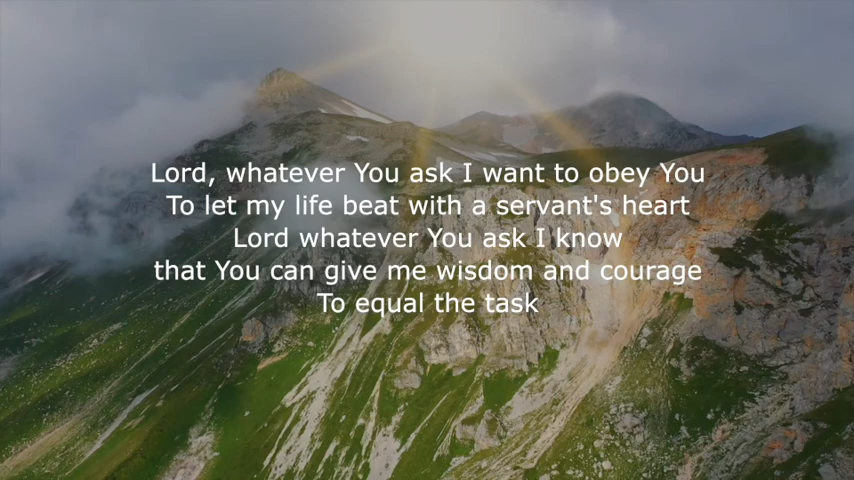 Lord, whatever You ask I want to obey You
To let my life beat with a servant's heart
Lord whatever You ask I know
that You can give me wisdom and courage
To equal the task